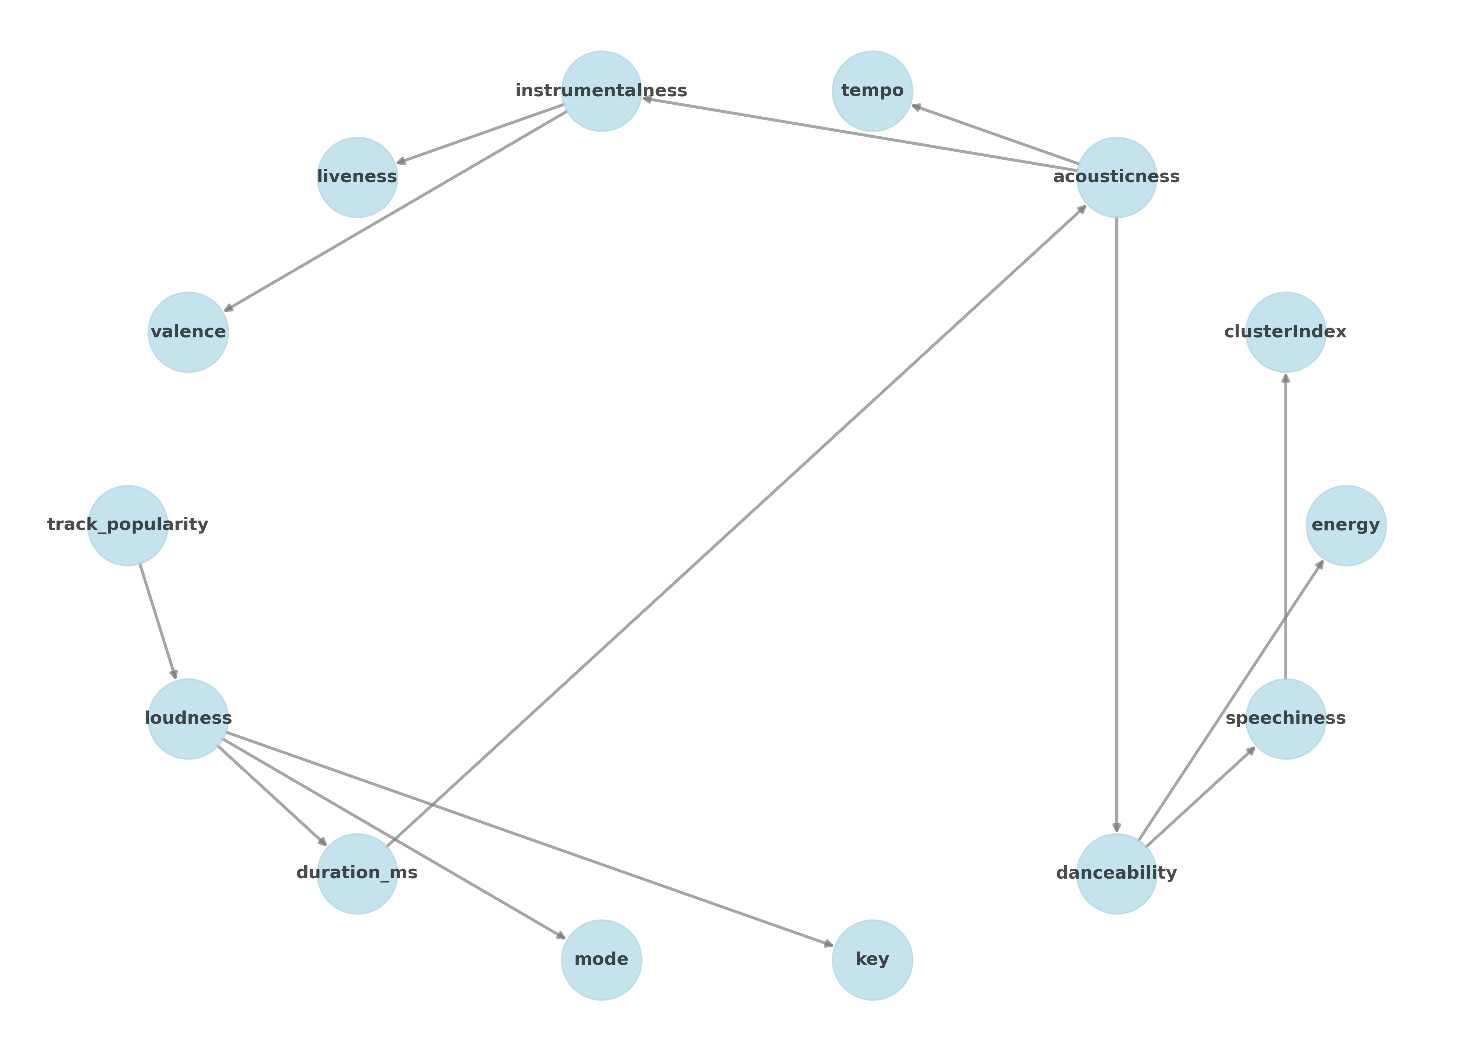 instrumentalness
tempo
liveness
acousticness
valence
clusterIndex
track_popularity
energy
loudness
speechiness
duration_ms
danceability
mode
key